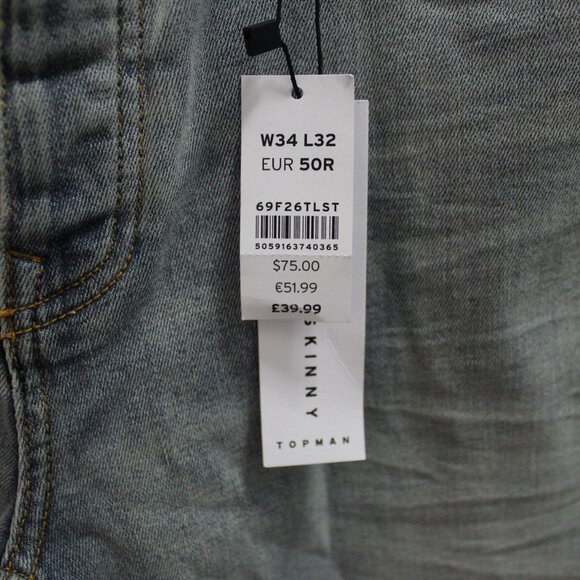 W34 L32
EUR 50R
69F26TLST
5059163740365
$75.00
€51.99
£39.99
SKINNY
TOPMAN